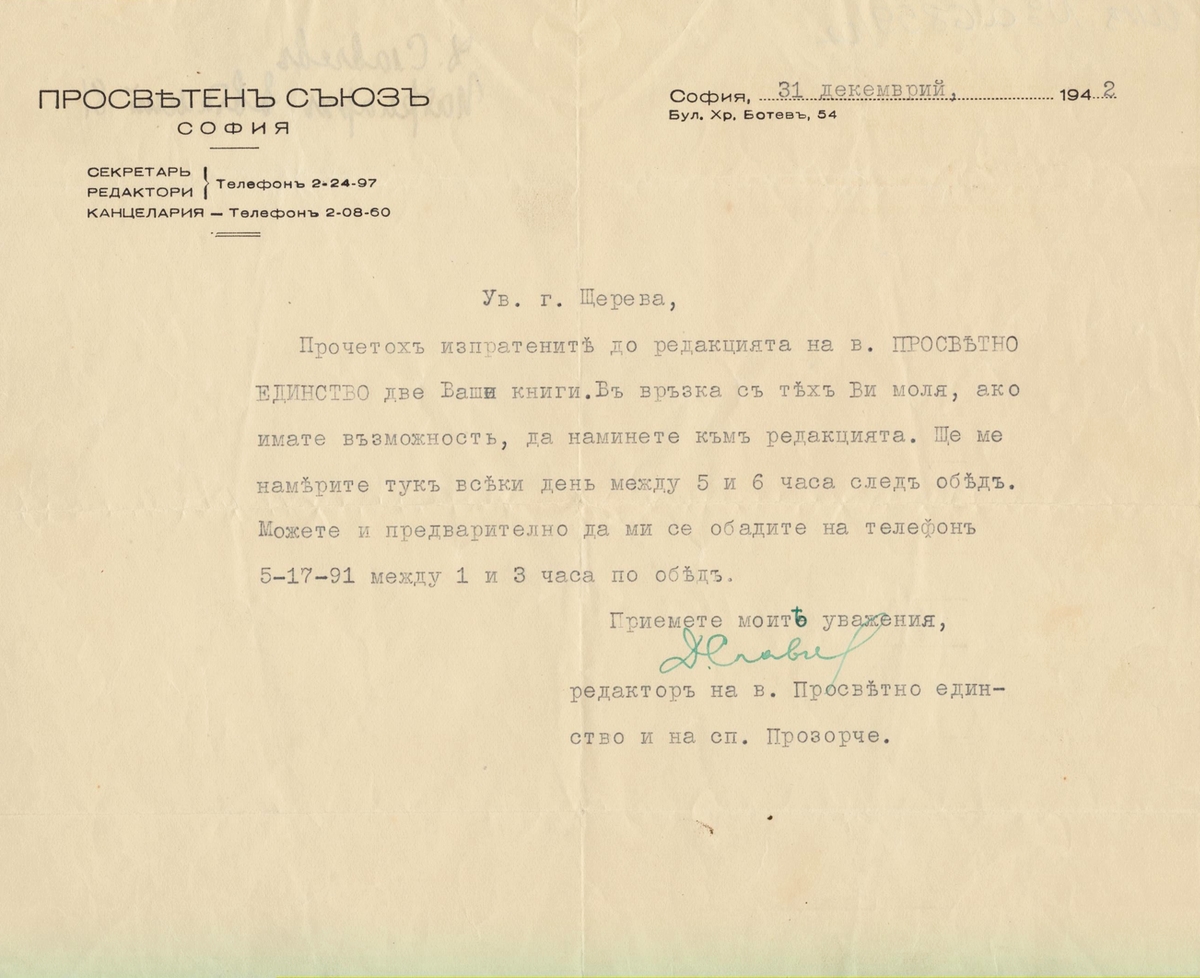 ПРОСВѢТЕНЪ СЪЮЗЪ
СОФИЯ
СЕКРЕТАРЬ
РЕДАКТОРИ
Телефонъ 2-24-97
КАНЦЕЛАРИЯ — Телефонъ 2-08-60
София, 31 декемврий, 1942
Бул. Хр. Ботевъ, 54
Ув. г. Щерева,
Прочетохъ изпратенитѣ до редакцията на в. ПРОСВѢТНО
ЕДИНСТВО две Ваши книги.Въ връзка съ тѣхъ Ви моля, ако
имате възможность, да наминете къмъ редакцията. Ще ме
намѣрите тукъ всѣки день между 5 и 6 часа следъ обѣдъ.
Можете и предварително да ми се обадите на телефонъ
5-17-91 между 1 и 3 часа по обѣдъ.
Приемете моитѣ уважения,
редакторъ на в. Просвѣтно един-
ство и на сп. Прозорче.